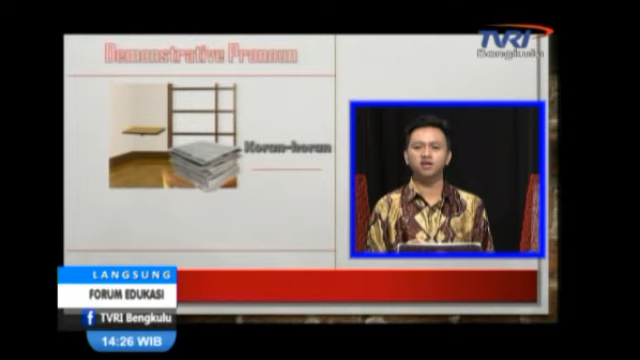 Demonstrative Pronoun
TVRI
Bengkulu
Koran-koran
LANGSUNG
FORUM EDUKASI
f TVRI Bengkulu
14:26 WIB